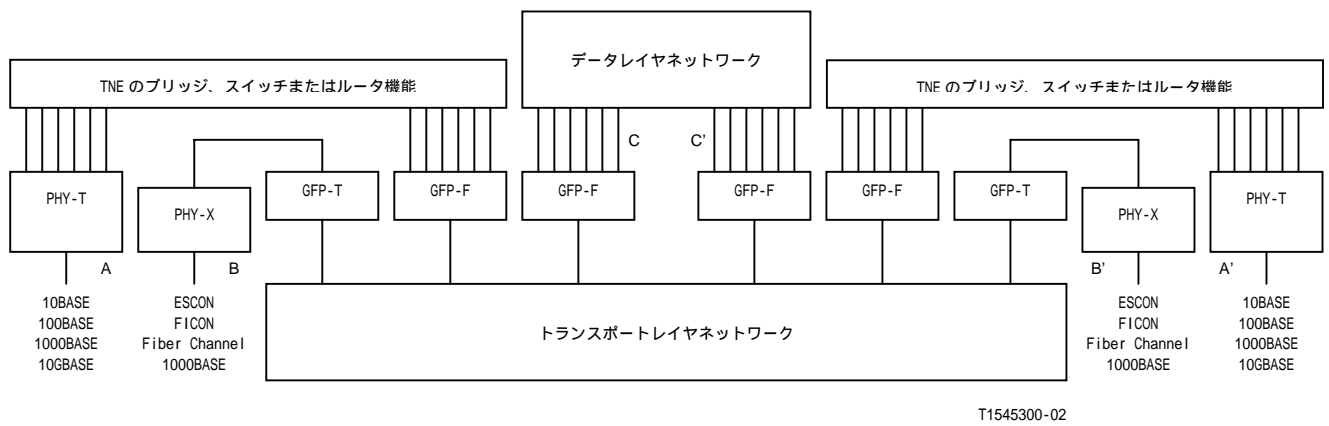 データレイヤネットワーク
TNE のブリッジ、スイッチまたはルータ機能
TNE のブリッジ、スイッチまたはルータ機能
C
C'
PHY-T
PHY-X
GFP-T
GFP-F
GFP-F
GFP-F
GFP-F
GFP-T
PHY-X
PHY-T
A
B
B'
A'
10BASE
100BASE
1000BASE
10GBASE
ESCON
FICON
Fiber Channel
1000BASE
トランスポートレイヤネットワーク
ESCON
FICON
Fiber Channel
1000BASE
10BASE
100BASE
1000BASE
10GBASE
T1545300-02